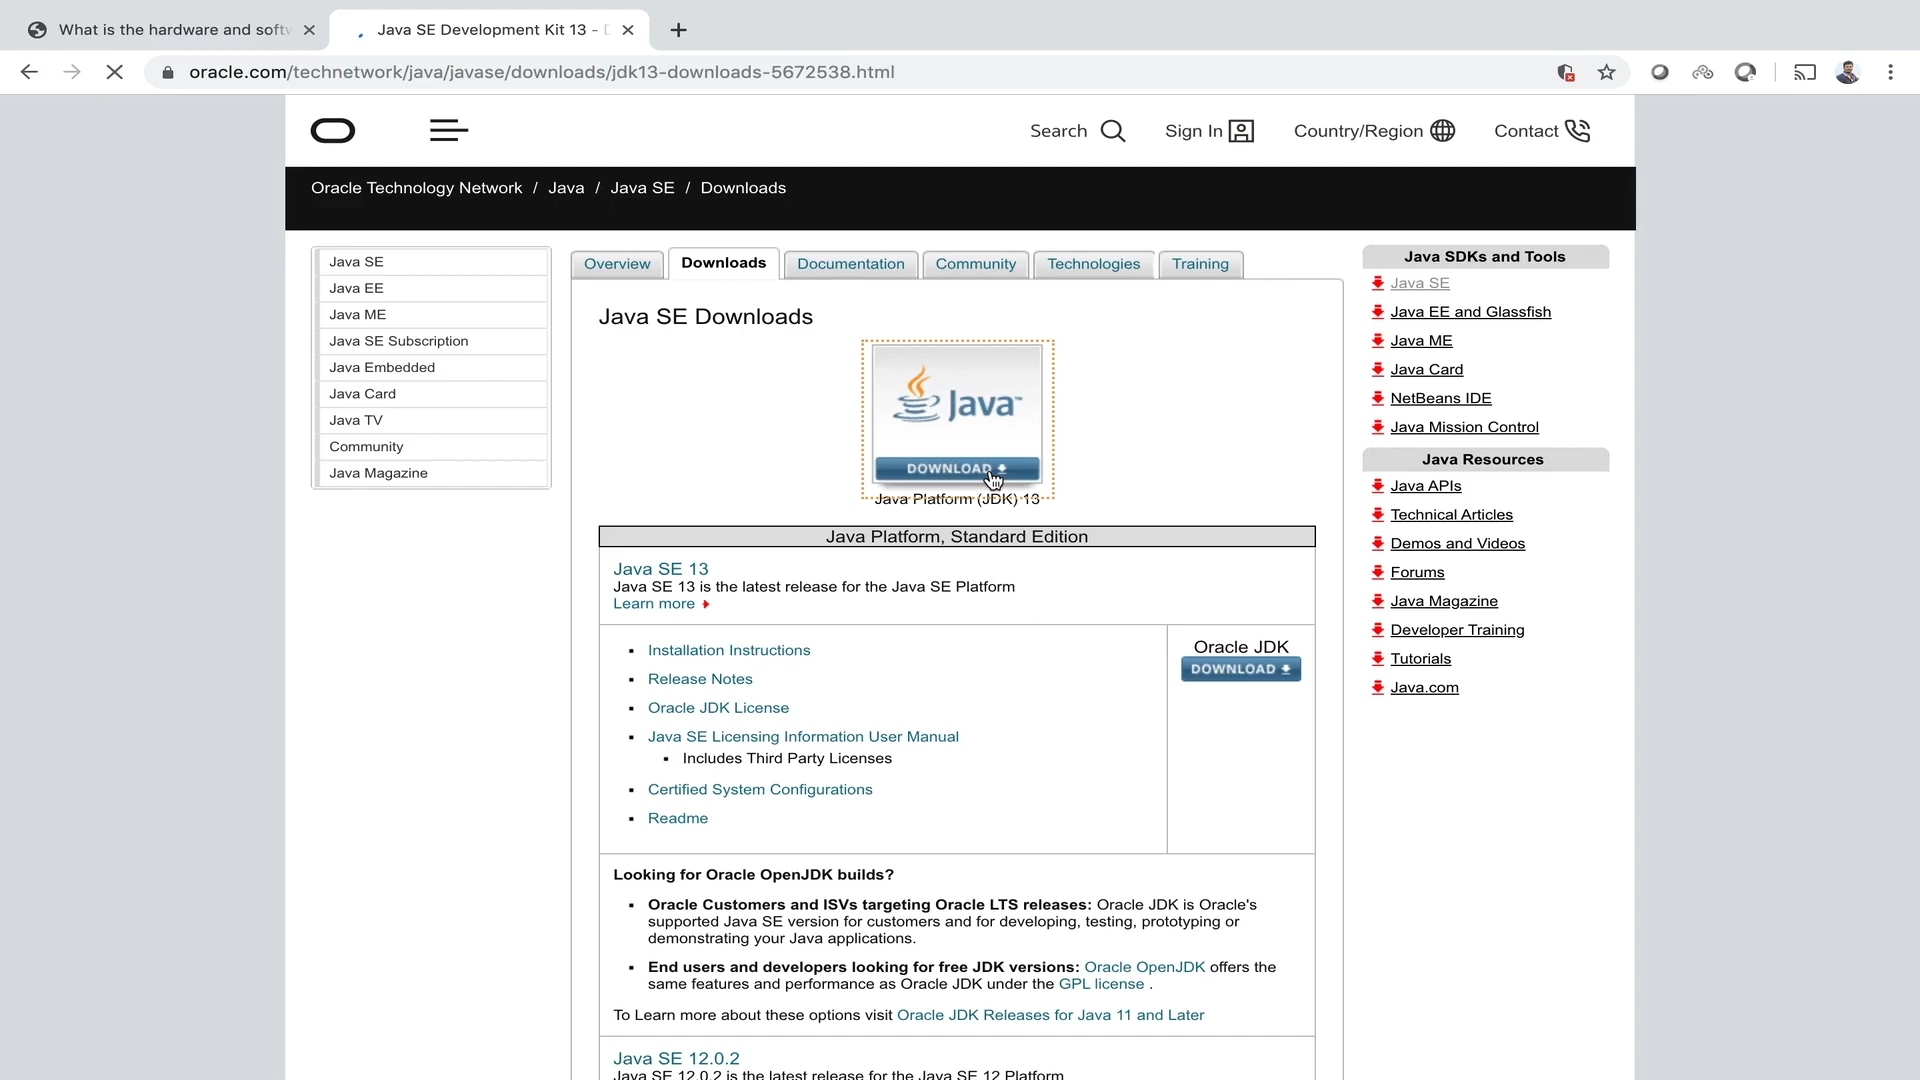 What is the hardware and softw
Java SE Development Kit 13 - D
oracle.com/technetwork/java/javase/downloads/jdk13-downloads-5672538.html
Search
Sign In
Country/Region
Contact
Oracle Technology Network / Java / Java SE / Downloads
Java SE
Java EE
Java ME
Java SE Subscription
Java Embedded
Java Card
Java TV
Community
Java Magazine
Overview
Downloads
Documentation
Community
Technologies
Training
Java SE Downloads
Java™
DOWNLOAD
Java Platform (JDK) 13
Java Platform, Standard Edition
Java SE 13
Java SE 13 is the latest release for the Java SE Platform
Learn more
Installation Instructions
Release Notes
Oracle JDK License
Java SE Licensing Information User Manual
Includes Third Party Licenses
Certified System Configurations
Readme
Oracle JDK
DOWNLOAD
Looking for Oracle OpenJDK builds?
Oracle Customers and ISVs targeting Oracle LTS releases: Oracle JDK is Oracle's
supported Java SE version for customers and for developing, testing, prototyping or
demonstrating your Java applications.
End users and developers looking for free JDK versions: Oracle OpenJDK offers the
same features and performance as Oracle JDK under the GPL license .
To Learn more about these options visit Oracle JDK Releases for Java 11 and Later
Java SE 12.0.2
Java SE 12.0.2 is the latest release for the Java SE 12 Platform
Java SDKs and Tools
Java SE
Java EE and Glassfish
Java ME
Java Card
NetBeans IDE
Java Mission Control
Java Resources
Java APIs
Technical Articles
Demos and Videos
Forums
Java Magazine
Developer Training
Tutorials
Java.com